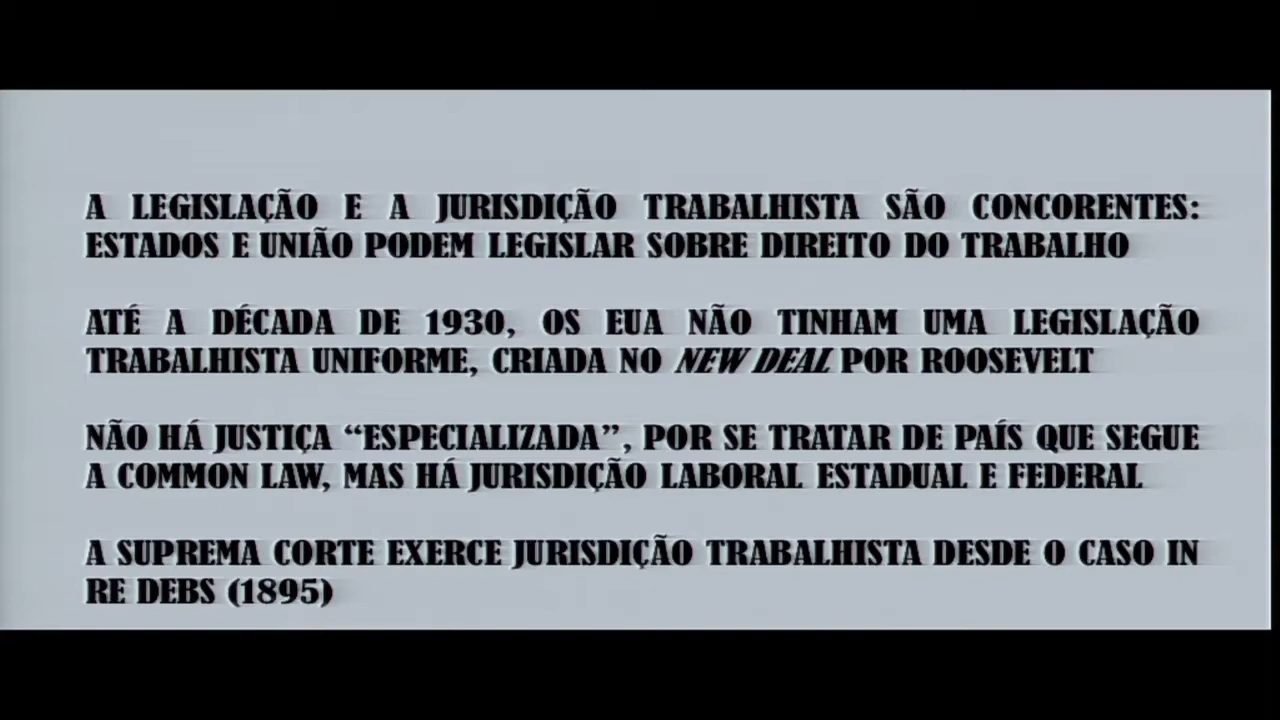 A LEGISLAÇÃO E A JURISDIÇÃO TRABALHISTA SÃO CONCORENTES:
ESTADOS E UNIÃO PODEM LEGISLAR SOBRE DIREITO DO TRABALHO
ATÉ A DÉCADA DE 1930, OS EUA NÃO TINHAM UMA LEGISLAÇÃO
TRABALHISTA UNIFORME, CRIADA NO NEW DEAL POR ROOSEVELT
NÃO HÁ JUSTIÇA “ESPECIALIZADA”, POR SE TRATAR DE PAÍS QUE SEGUE
A COMMON LAW, MAS HÁ JURISDIÇÃO LABORAL ESTADUAL E FEDERAL
A SUPREMA CORTE EXERCE JURISDIÇÃO TRABALHISTA DESDE O CASO IN
RE DEBS (1895)